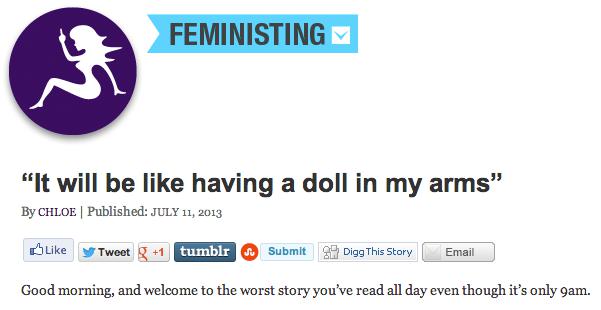 FEMINISTING
“It will be like having a doll in my arms”
By CHLOE | Published: JULY 11, 2013
Like Tweet g +1 tumblr Submit Digg This Story Email
Good morning, and welcome to the worst story you’ve read all day even though it’s only 9am.